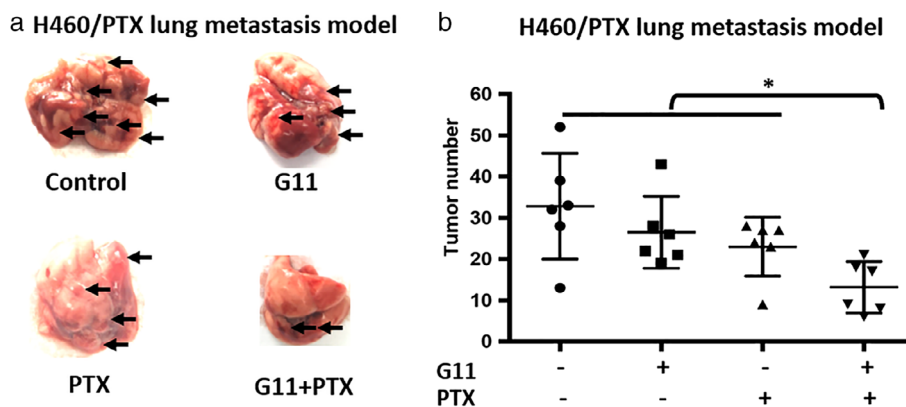 a H460/PTX lung metastasis model
Control
G11
PTX
G11+PTX
b H460/PTX lung metastasis model
*
Tumor number
60
50
40
30
20
10
0
G11 - + - +
PTX - - + +